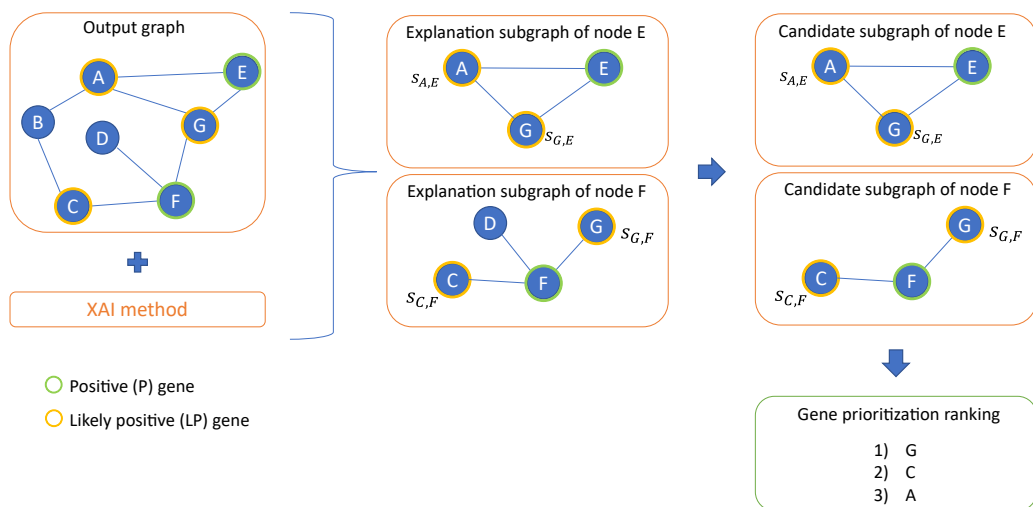 Output graph
A
E
B
D
G
C
F
XAI method
Positive (P) gene
Likely positive (LP) gene
Explanation subgraph of node E
A
E
S_{A,E}
G
S_{G,E}
Explanation subgraph of node F
D
G
S_{G,F}
C
F
S_{C,F}
Candidate subgraph of node E
A
E
S_{A,E}
G
S_{G,E}
Candidate subgraph of node F
G
S_{G,F}
C
F
S_{C,F}
Gene prioritization ranking
1) G
2) C
3) A